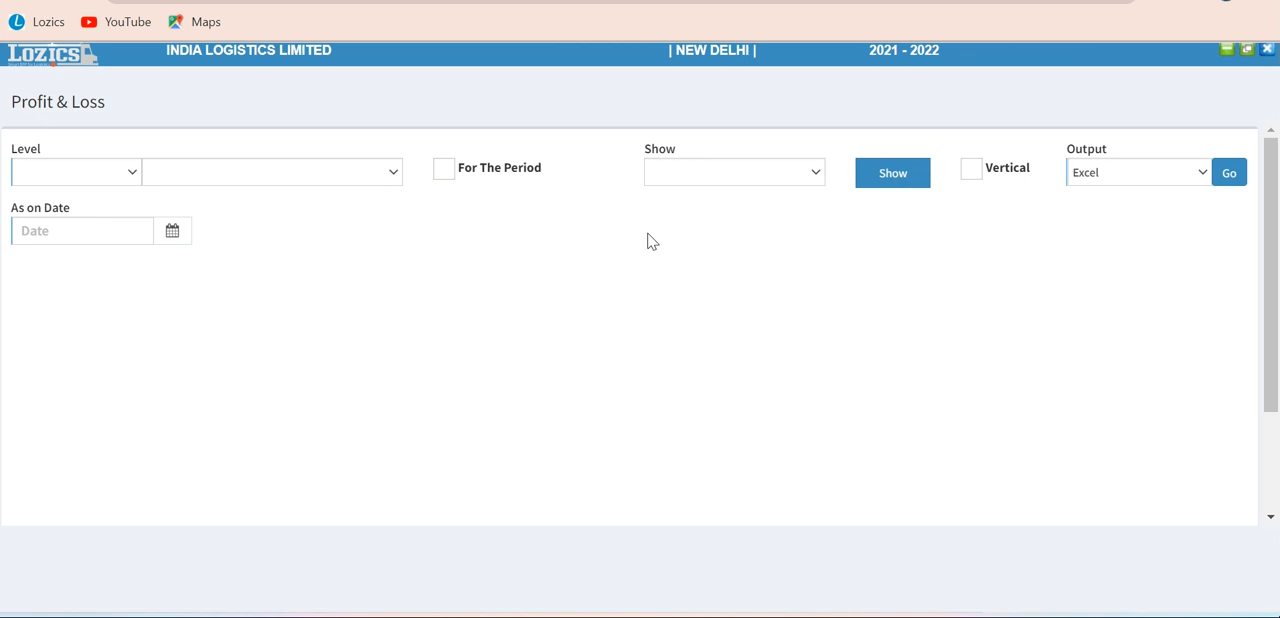 Lozics YouTube Maps
LOZICS INDIA LOGISTICS LIMITED | NEW DELHI | 2021 - 2022
Profit & Loss
Level Show Output
For The Period Show Vertical Excel Go
As on Date
Date